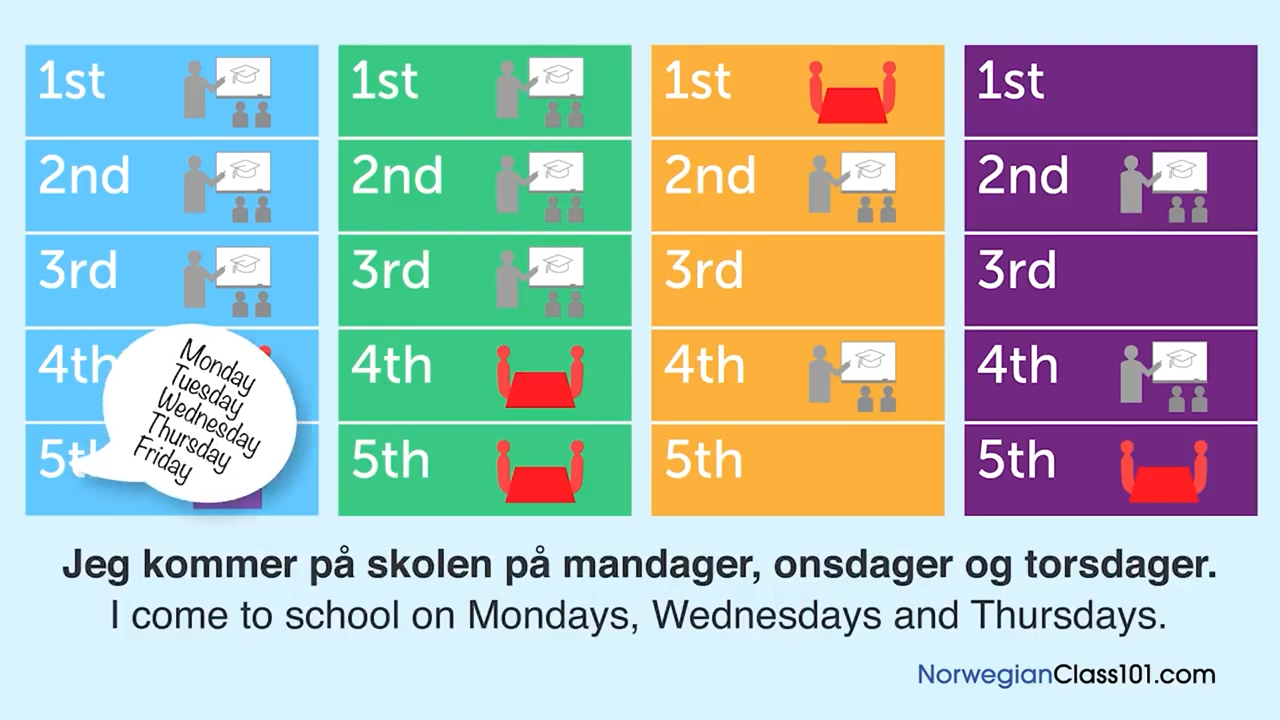 1st
2nd
3rd
4th
Monday
Tuesday
Wednesday
Thursday
Friday
1st
2nd
3rd
4th
5th
1st
2nd
3rd
4th
5th
1st
2nd
3rd
4th
5th
Jeg kommer på skolen på mandager, onsdager og torsdager.
I come to school on Mondays, Wednesdays and Thursdays.
NorwegianClass101.com